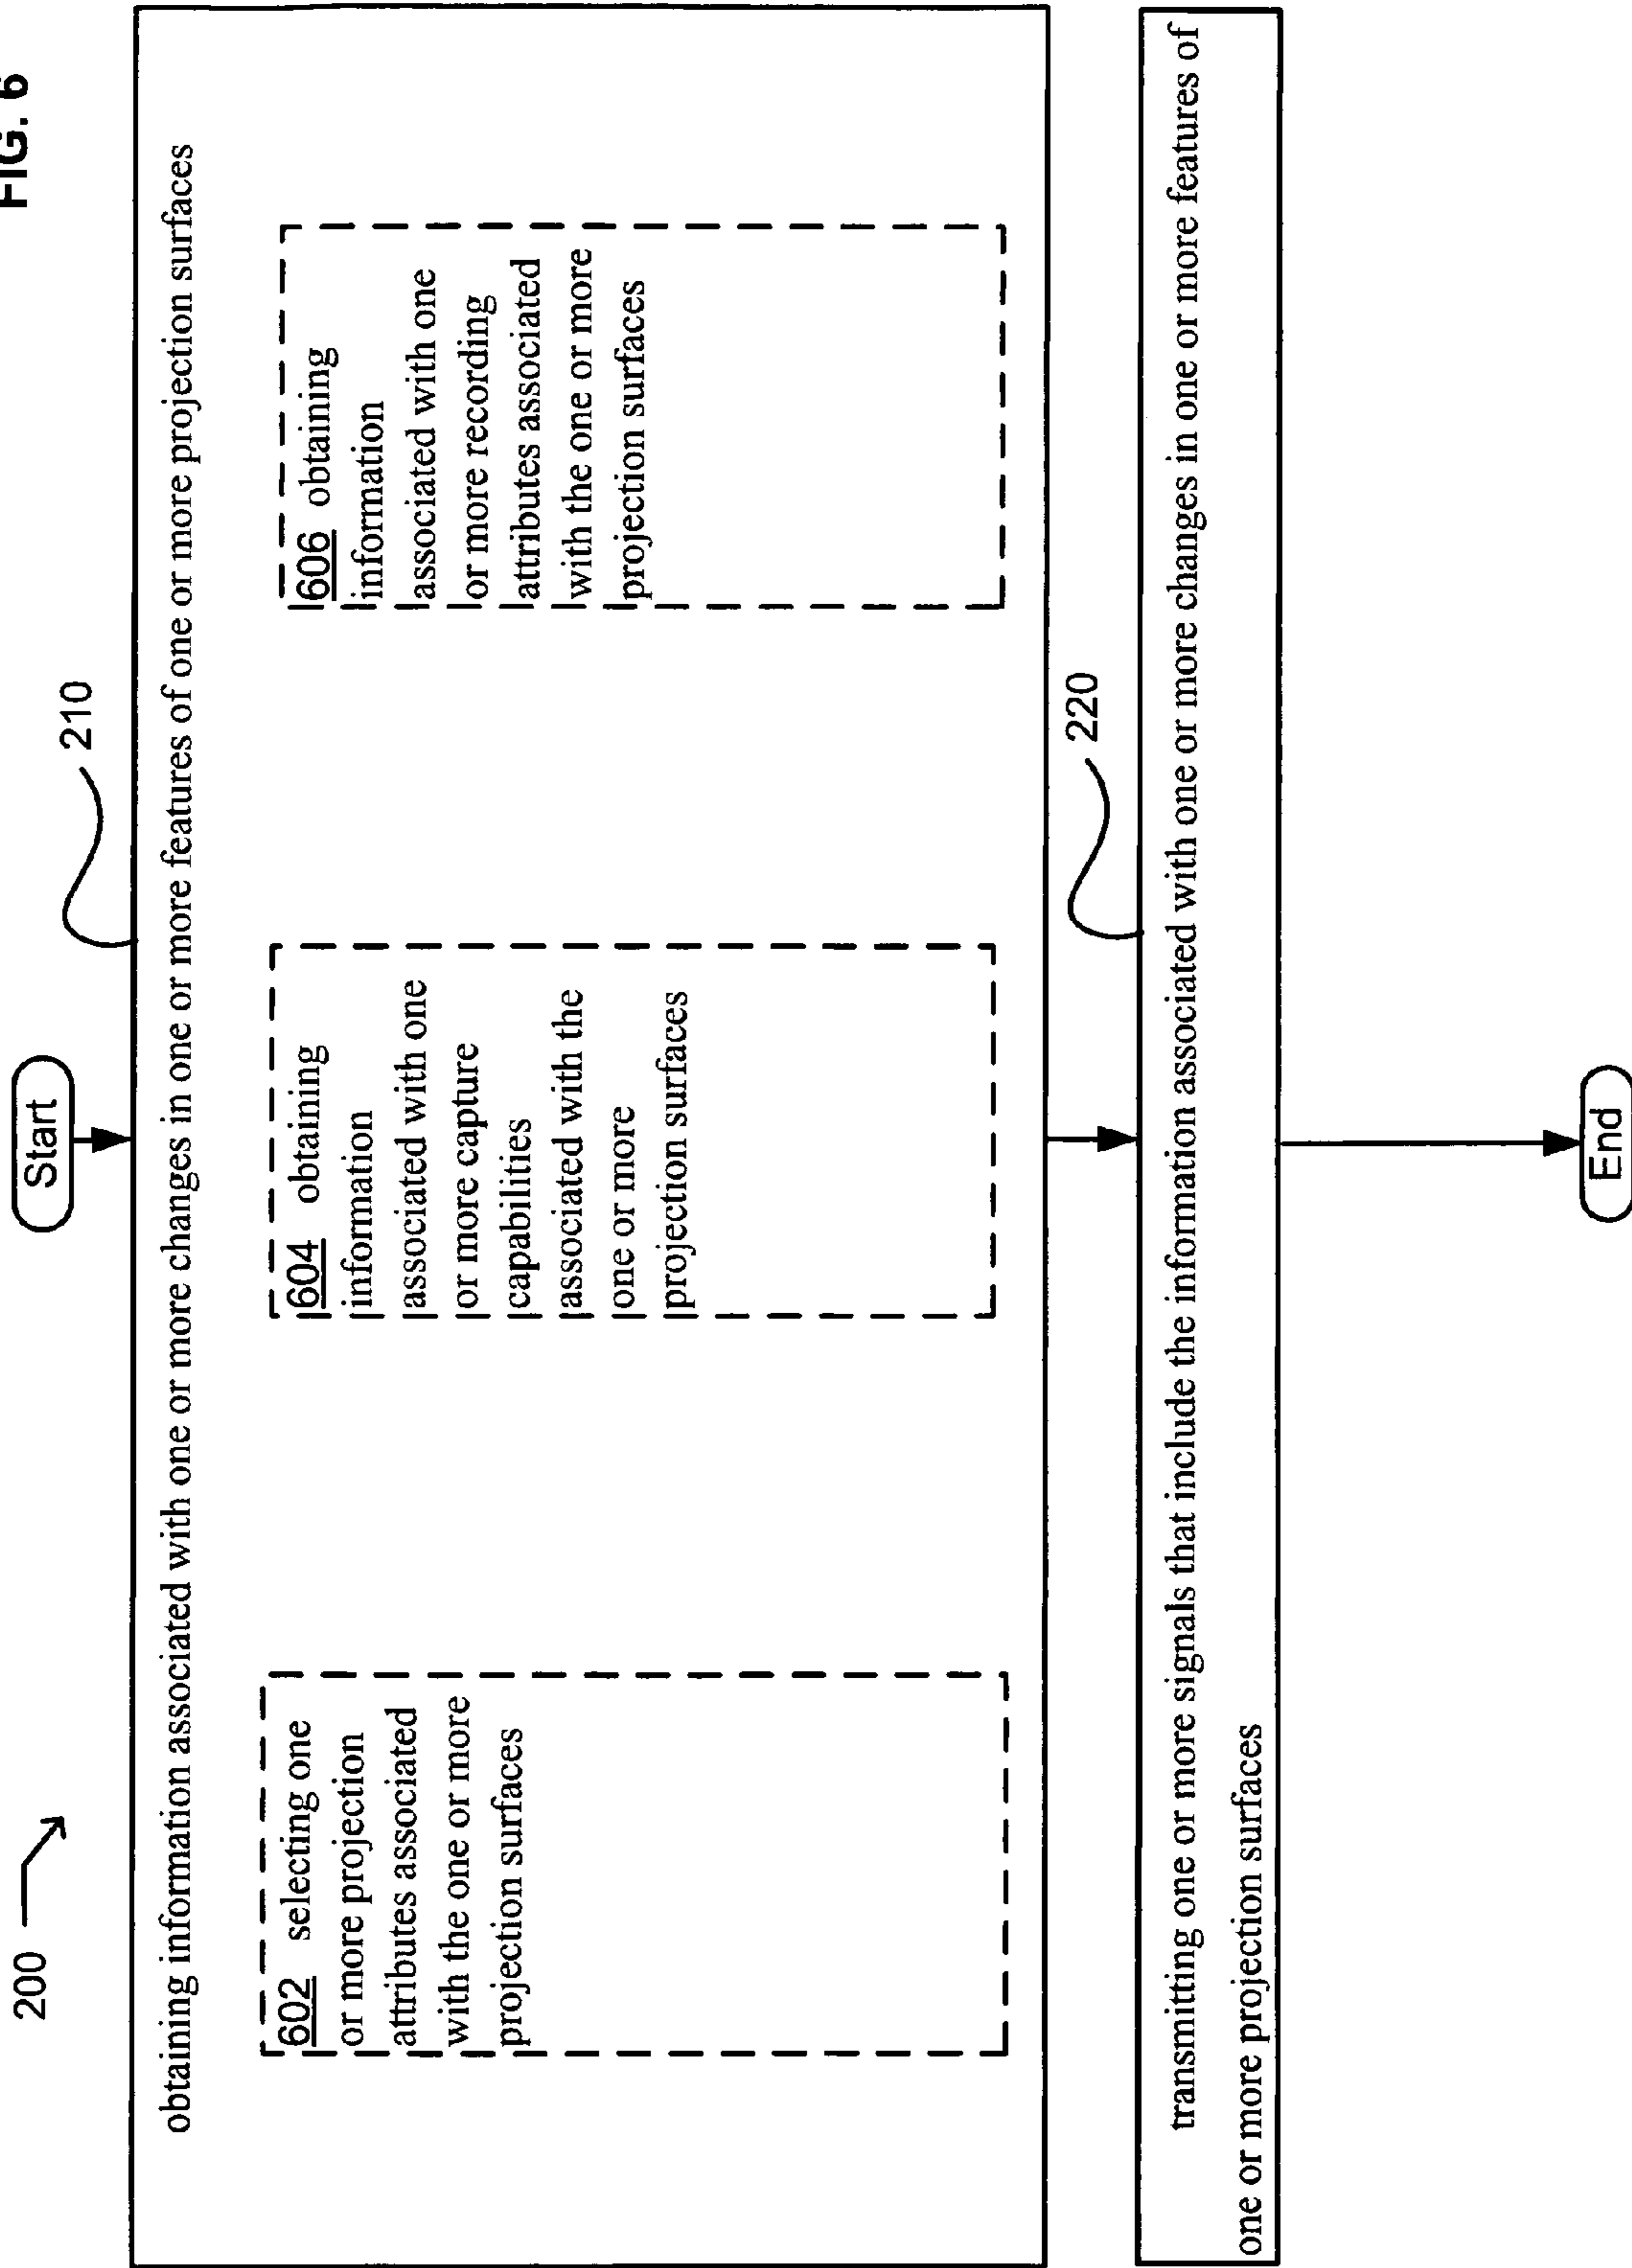 FIG. 6
200
Start
210
obtaining information associated with one or more changes in one or more features of one or more projection surfaces
602 selecting one
or more projection
attributes associated
with the one or more
projection surfaces
604 obtaining
information
associated with one
or more capture
capabilities
associated with the
one or more
projection surfaces
606 obtaining
information
associated with one
or more recording
attributes associated
with the one or more
projection surfaces
220
transmitting one or more signals that include the information associated with one or more changes in one or more features of
one or more projection surfaces
End